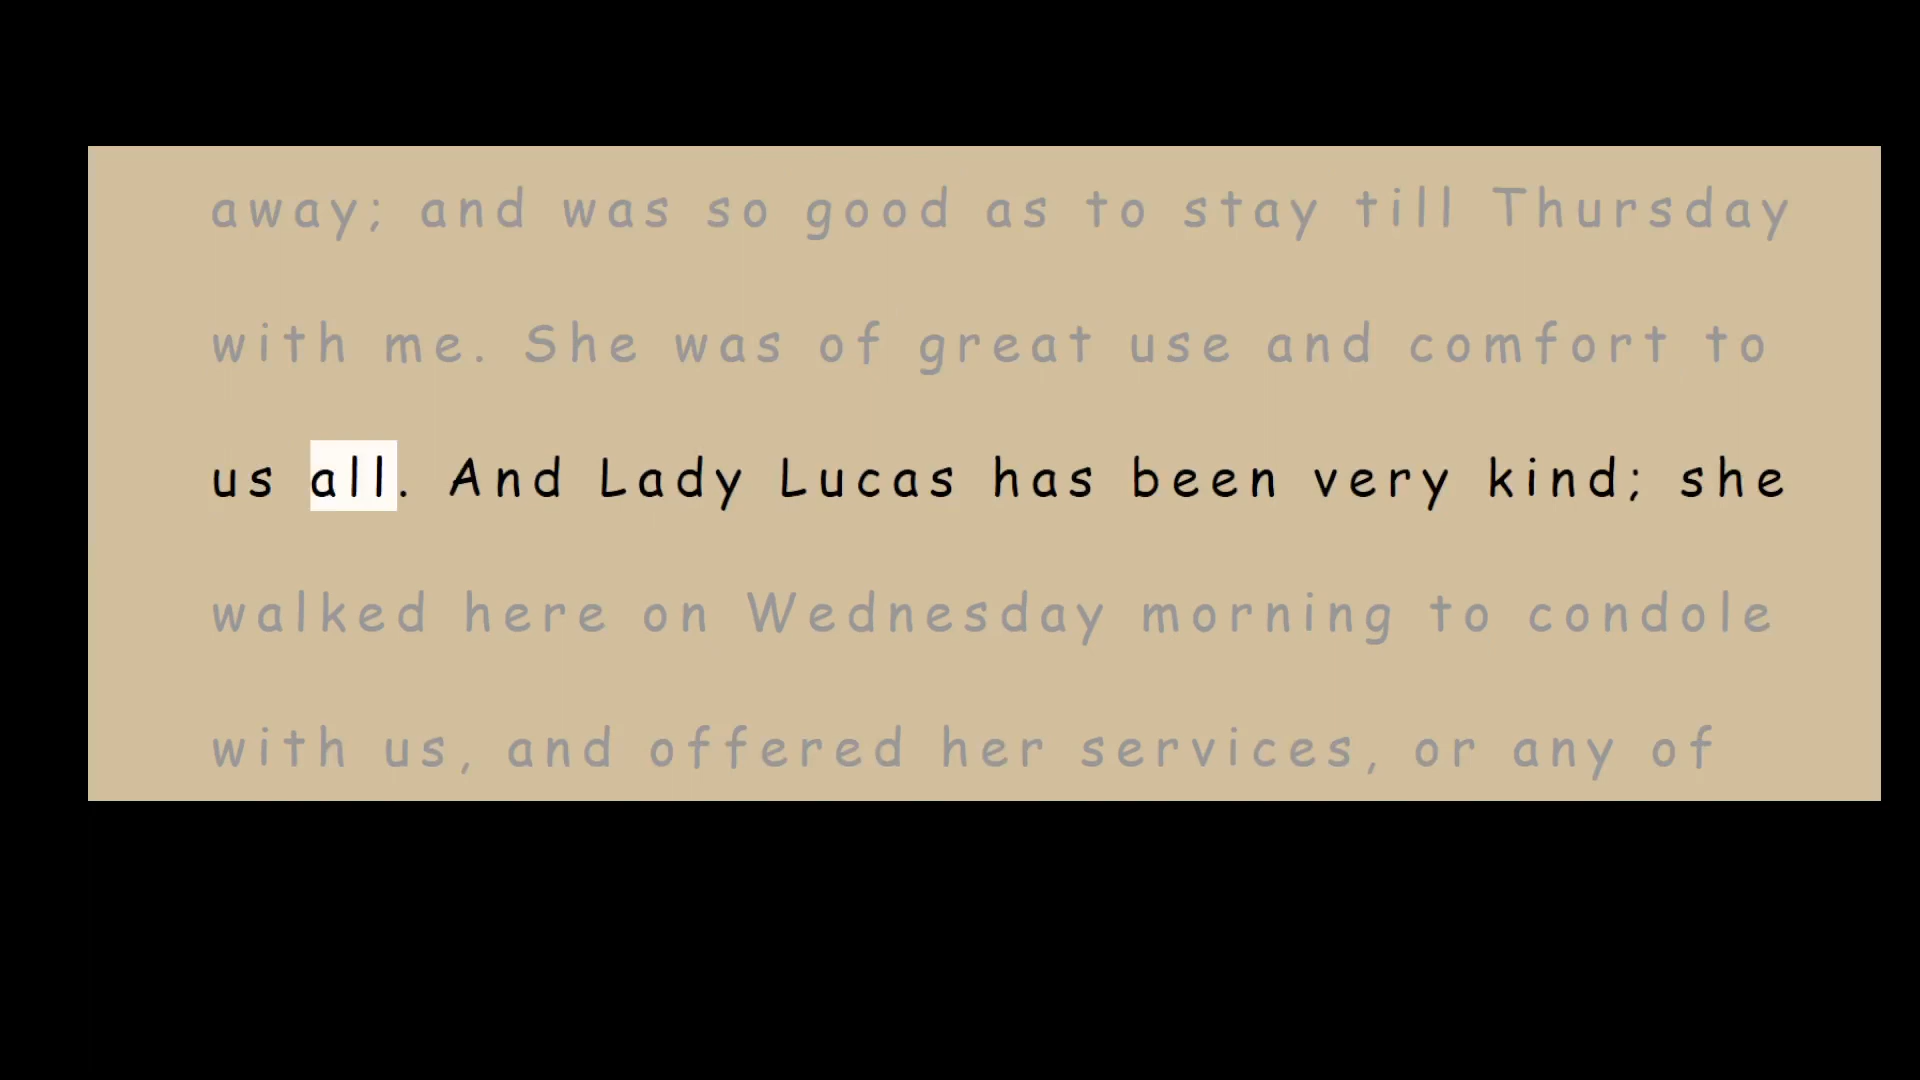 away; and was so good as to stay till Thursday
with me. She was of great use and comfort to
us all. And Lady Lucas has been very kind; she
walked here on Wednesday morning to condole
with us, and offered her services, or any of